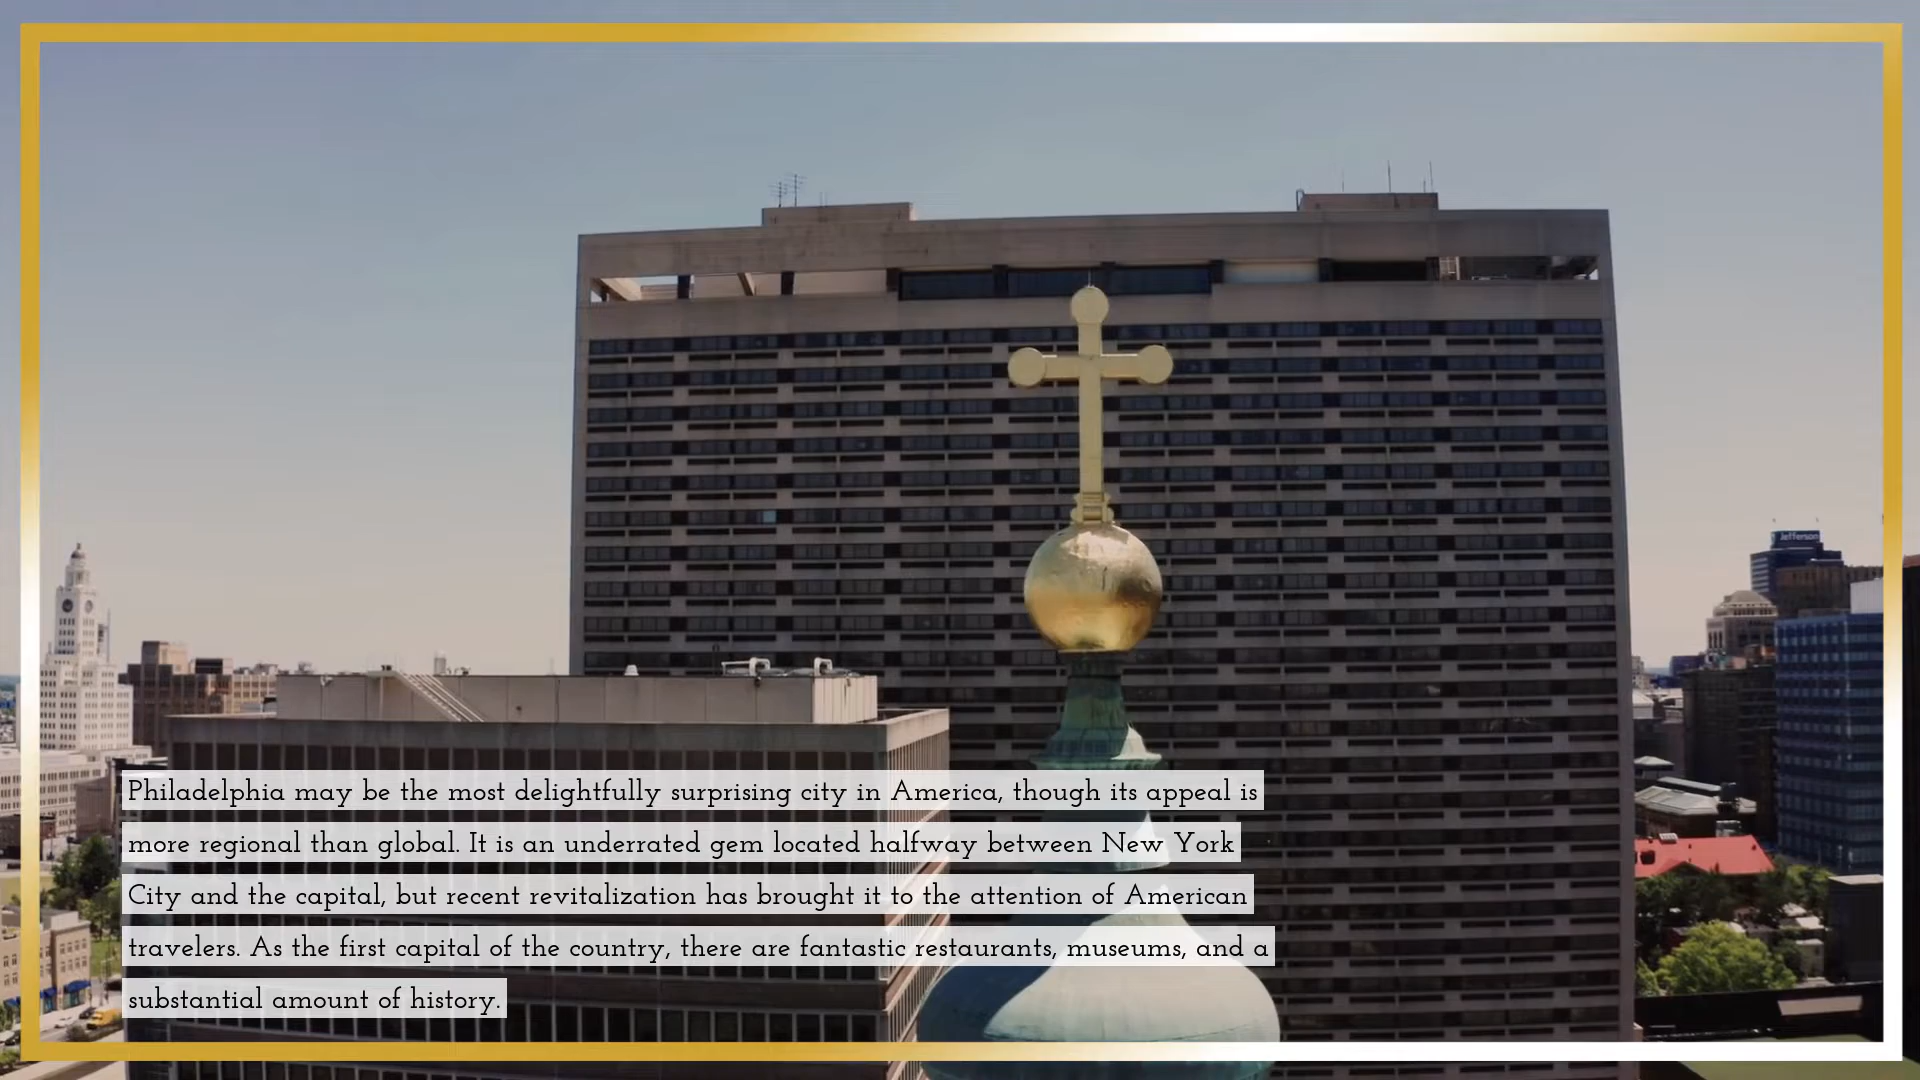 Jefferson
Philadelphia may be the most delightfully surprising city in America, though its appeal is
more regional than global. It is an underrated gem located halfway between New York
City and the capital, but recent revitalization has brought it to the attention of American
travelers. As the first capital of the country, there are fantastic restaurants, museums, and a
substantial amount of history.